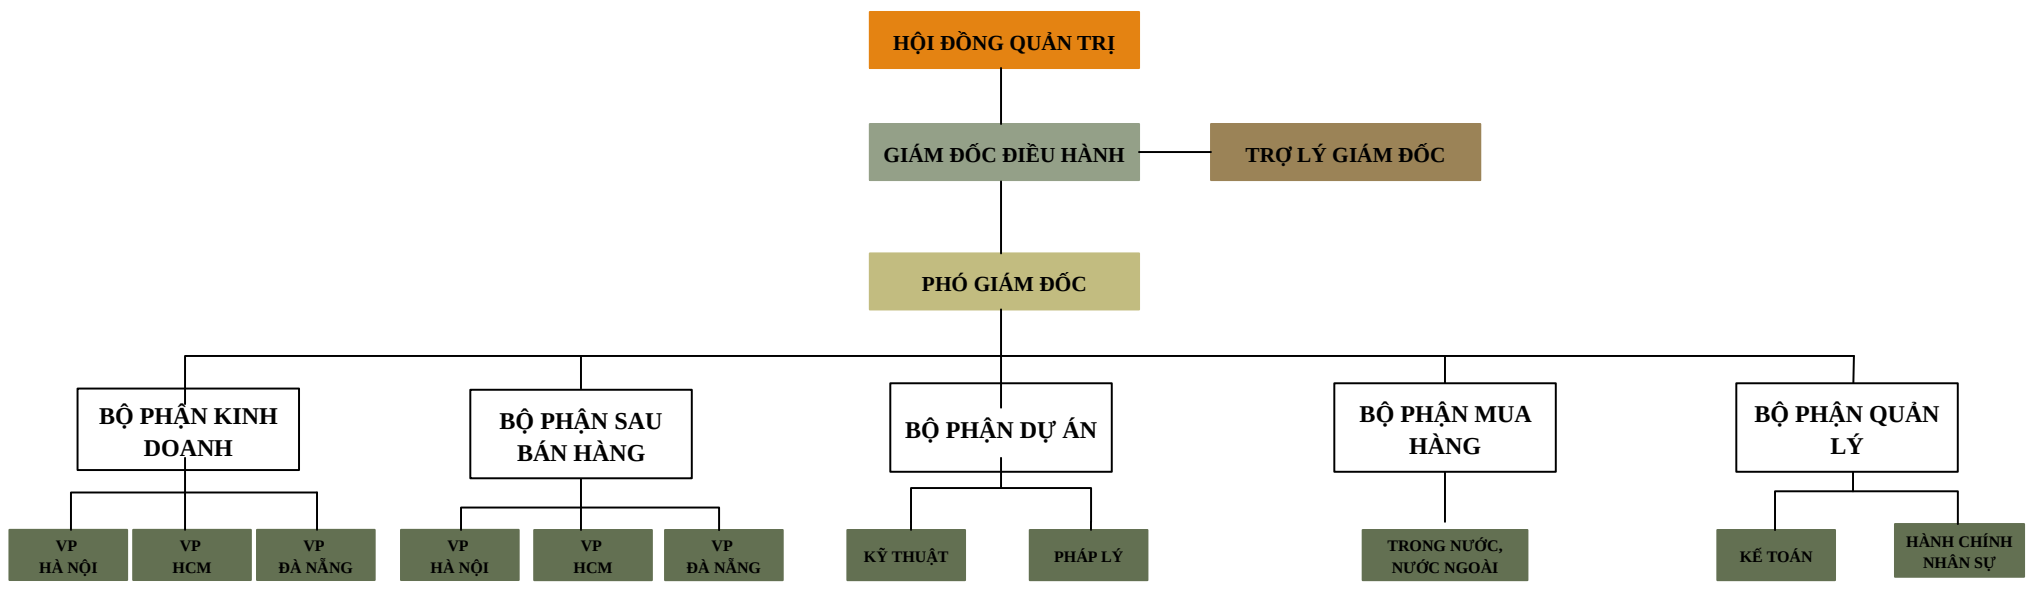 HỘI ĐỒNG QUẢN TRỊ
GIÁM ĐỐC ĐIỀU HÀNH
TRỢ LÝ GIÁM ĐỐC
PHÓ GIÁM ĐỐC
BỘ PHẬN KINH
DOANH
BỘ PHẬN SAU
BÁN HÀNG
BỘ PHẬN DỰ ÁN
BỘ PHẬN MUA
HÀNG
BỘ PHẬN QUẢN
LÝ
VP
HÀ NỘI
VP
HCM
VP
ĐÀ NẴNG
VP
HÀ NỘI
VP
HCM
VP
ĐÀ NẴNG
KỸ THUẬT
PHÁP LÝ
TRONG NƯỚC,
NƯỚC NGOÀI
KẾ TOÁN
HÀNH CHÍNH
NHÂN SỰ